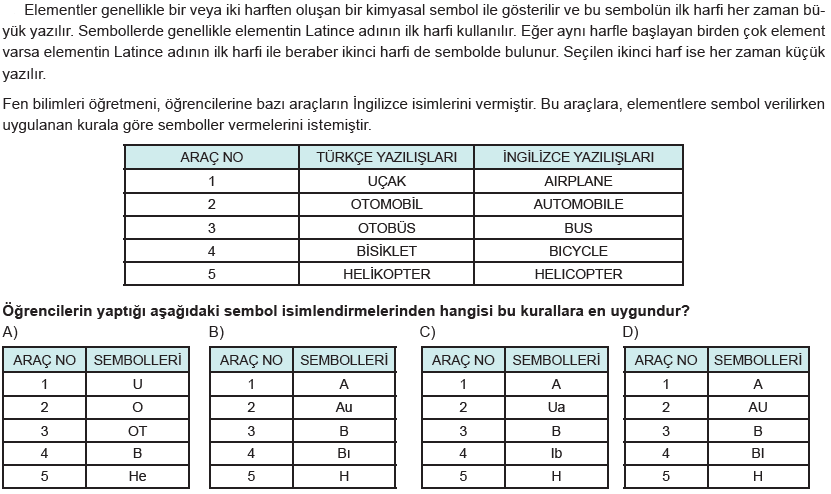 Elementler genellikle bir veya iki harften oluşan bir kimyasal sembol ile gösterilir ve bu sembolün ilk harfi her zaman bü-
yük yazılır. Sembollerde genellikle elementin Latince adının ilk harfi kullanılır. Eğer aynı harfle başlayan birden çok element
varsa elementin Latince adının ilk harfi ile beraber ikinci harfi de sembolde bulunur. Seçilen ikinci harf ise her zaman küçük
yazılır.
Fen bilimleri öğretmeni, öğrencilerine bazı araçların İngilizce isimlerini vermiştir. Bu araçlara, elementlere sembol verilirken
uygulanan kurala göre semboller vermelerini istemiştir.
ARAÇ NO TÜRKÇE YAZILIŞLARI İNGİLİZCE YAZILIŞLARI
1 UÇAK AIRPLANE
2 OTOMOBİL AUTOMOBILE
3 OTOBÜS BUS
4 BİSİKLET BICYCLE
5 HELİKOPTER HELICOPTER
Öğrencilerin yaptığı aşağıdaki sembol isimlendirmelerinden hangisi bu kurallara en uygundur?
A) B) C) D)
ARAÇ NO SEMBOLLERİ ARAÇ NO SEMBOLLERİ ARAÇ NO SEMBOLLERİ ARAÇ NO SEMBOLLERİ
1 U 1 A 1 A 1 A
2 O 2 Au 2 Ua 2 AU
3 OT 3 B 3 B 3 B
4 B 4 Bı 4 Ib 4 BI
5 He 5 H 5 H 5 H